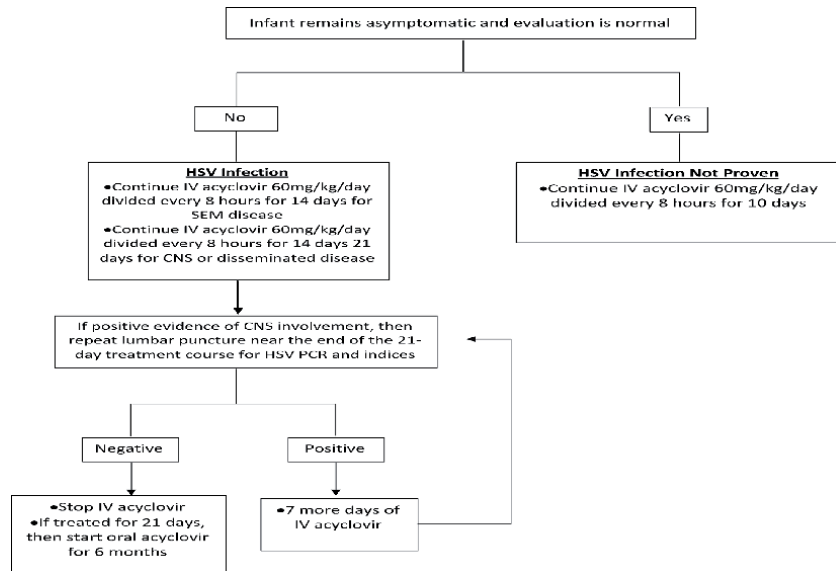 Infant remains asymptomatic and evaluation is normal
No
Yes
HSV Infection
•Continue IV acyclovir 60mg/kg/day
divided every 8 hours for 14 days for
SEM disease
•Continue IV acyclovir 60mg/kg/day
divided every 8 hours for 14 days 21
days for CNS or disseminated disease
HSV Infection Not Proven
•Continue IV acyclovir 60mg/kg/day
divided every 8 hours for 10 days
If positive evidence of CNS involvement, then
repeat lumbar puncture near the end of the 21-
day treatment course for HSV PCR and indices
Negative
Positive
•Stop IV acyclovir
•If treated for 21 days,
then start oral acyclovir
for 6 months
•7 more days of
IV acyclovir